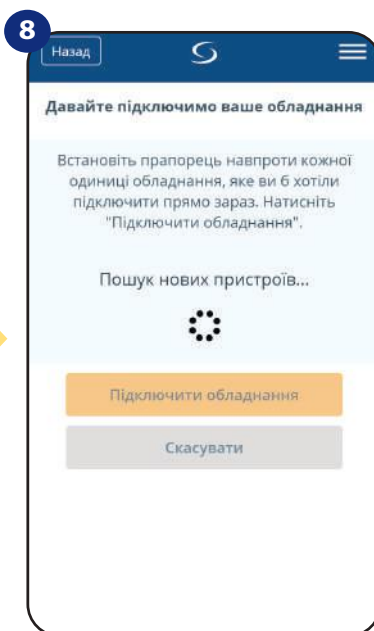 8
Назад
Давайте підключимо ваше обладнання
Встановіть прапорець навпроти кожної
одиниці обладнання, яке ви б хотіли
підключити прямо зараз. Натисніть
"Підключити обладнання".
Пошук нових пристроїв...
Підключити обладнання
Скасувати